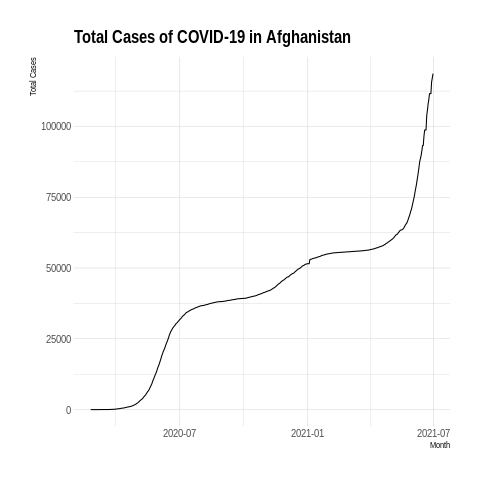 Total Cases of COVID-19 in Afghanistan
Total Cases
100000
75000
50000
25000
0
2020-07
2021-01
2021-07
Month